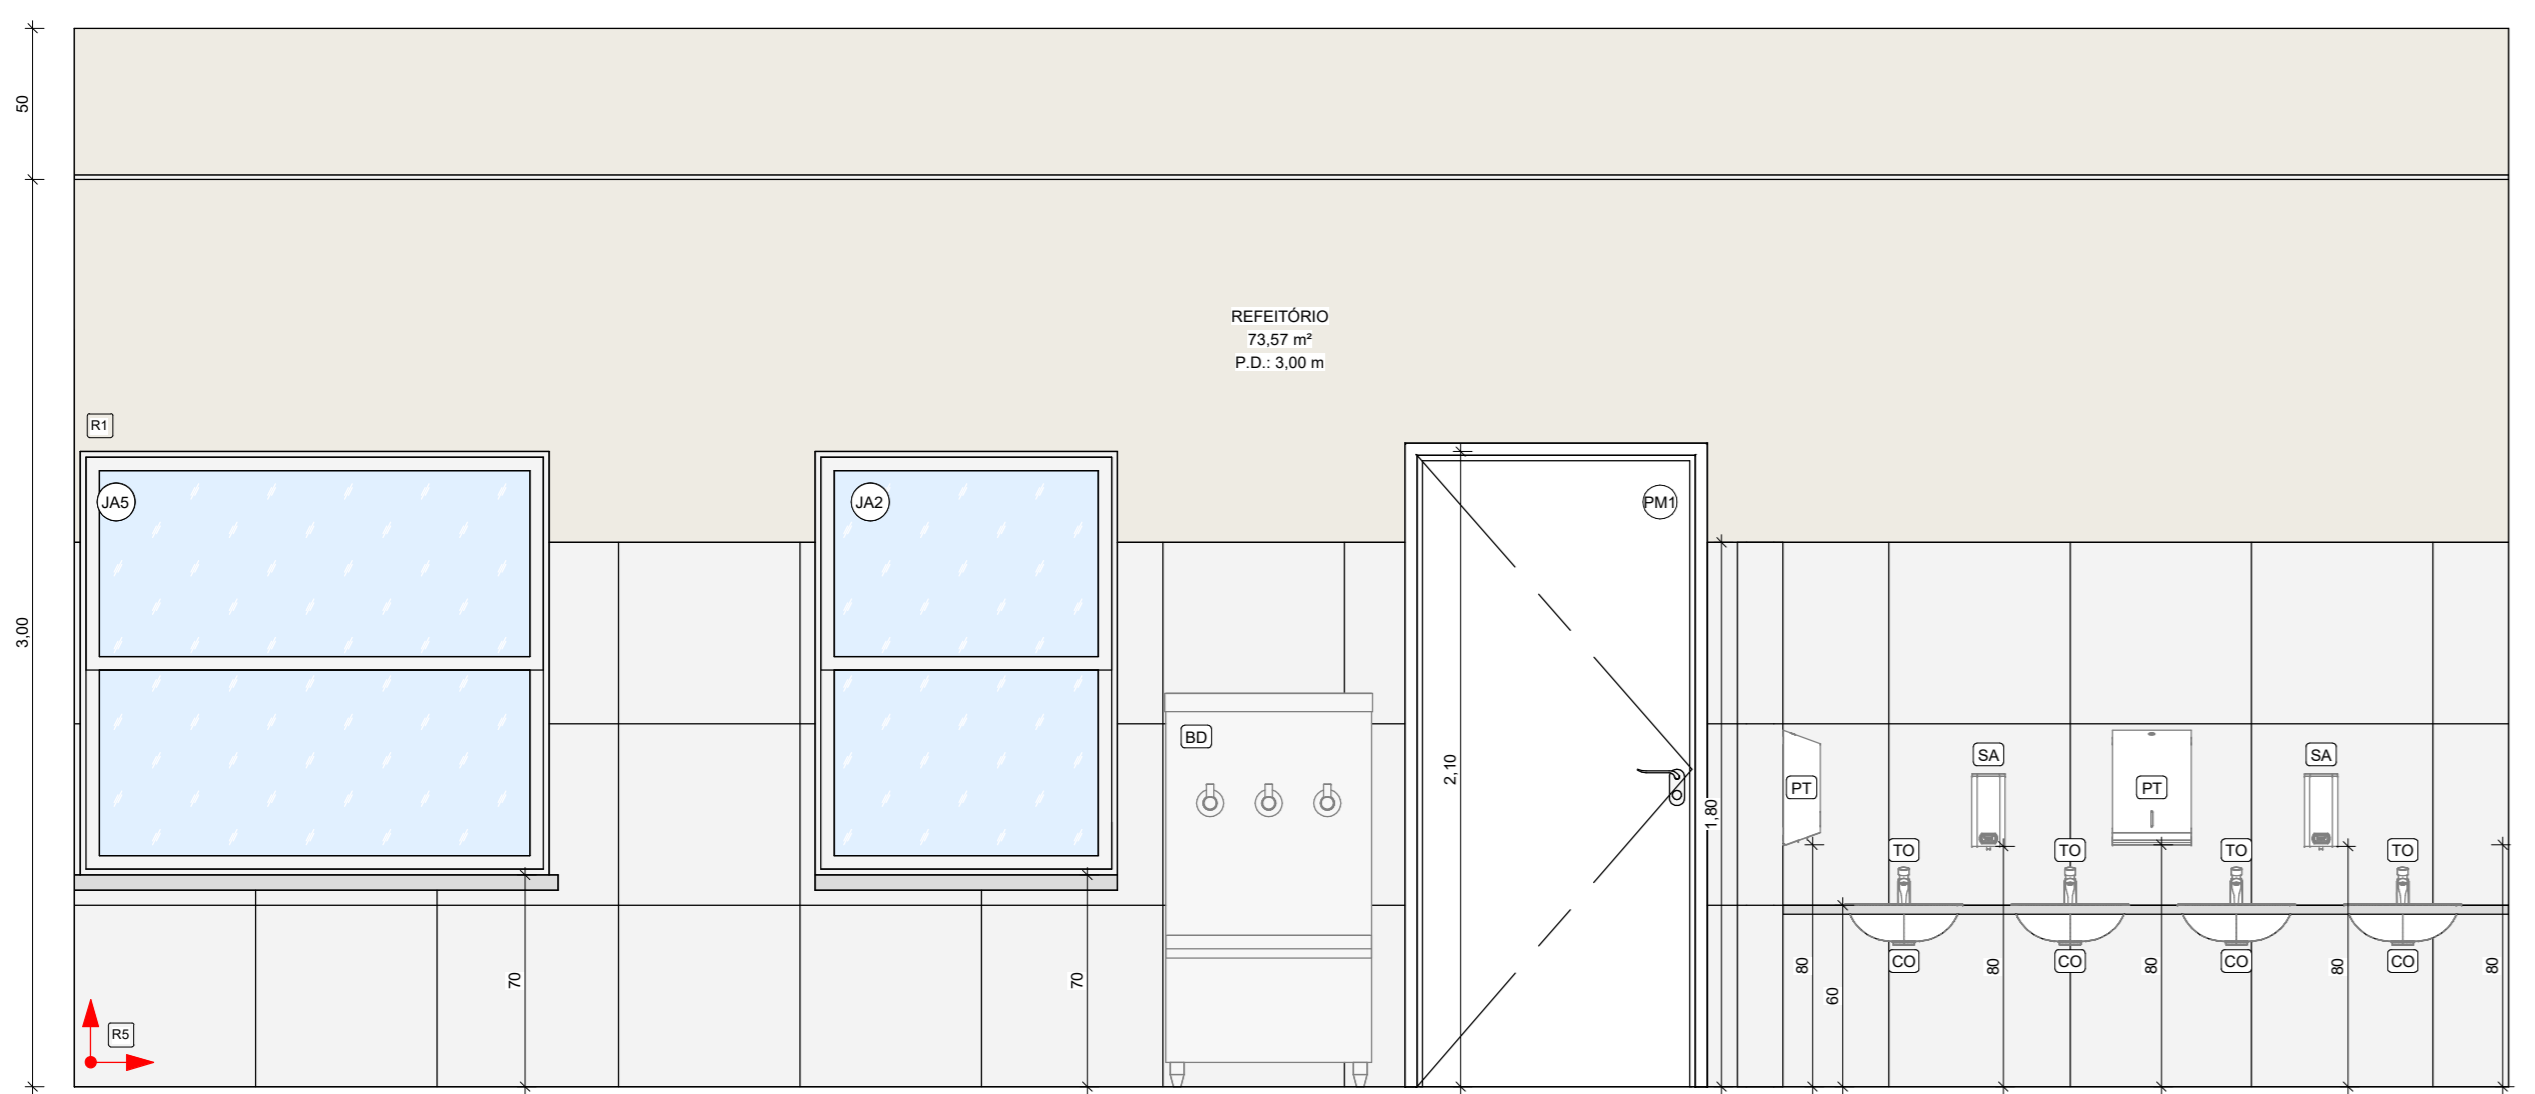 50
REFEITÓRIO
73,57 m²
P.D.: 3,00 m
R1
JA5
JA2
PM1
3,00
BD
2,10
1,80
PT
SA
PT
SA
TO
TO
TO
TO
CO
CO
CO
CO
70
70
80
60
80
80
80
80
R5